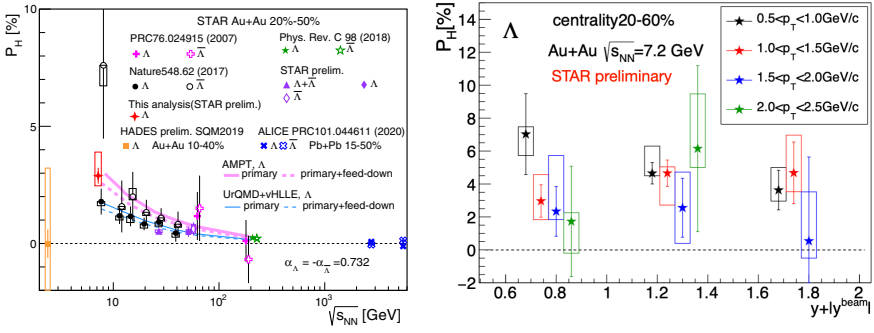 P_H [%]
STAR Au+Au 20%-50%
PRC76.024915 (2007) Phys. Rev. C 98 (2018)
Λ Λ̅ Λ Λ̅
Nature548.62 (2017) STAR prelim.
Λ Λ̅ Λ+Λ̅ Λ
Λ̅
This analysis(STAR prelim.)
Λ
HADES prelim. SQM2019 ALICE PRC101.044611 (2020)
Λ Au+Au 10-40% Λ Λ̅ Pb+Pb 15-50%
AMPT, Λ
primary primary+feed-down
UrQMD+vHLLE, Λ
primary primary+feed-down
α_Λ = -α_Λ̅ =0.732
10
5
0
10 10² 10³
√s_NN [GeV]
P_H [%]
Λ
centrality20-60%
Au+Au √s_NN =7.2 GeV
STAR preliminary
0.5<p_T<1.0GeV/c
1.0<p_T<1.5GeV/c
1.5<p_T<2.0GeV/c
2.0<p_T<2.5GeV/c
14
12
10
8
6
4
2
0
−2
0.6 0.8 1 1.2 1.4 1.6 1.8 2
y+|y^beam|